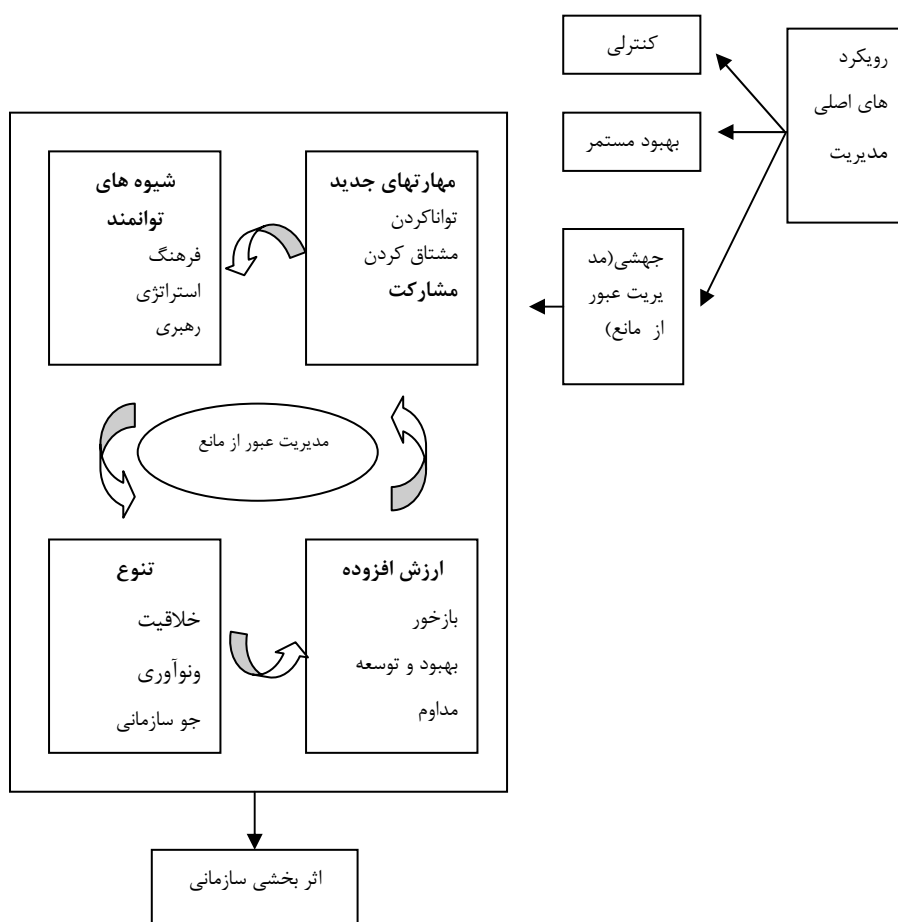 رویکرد
های اصلی
مدیریت
کنترلی
بهبود مستمر
جهشی(مد
یریت عبور
از مانع)
مهارتهای جدید
تواناکردن
مشتاق کردن
مشارکت
شیوه های
توانمند
فرهنگ
استراتژی
رهبری
مدیریت عبور از مانع
تنوع
خلاقیت
ونوآوری
جو سازمانی
ارزش افزوده
بازخور
بهبود و توسعه
مداوم
اثر بخشی سازمانی